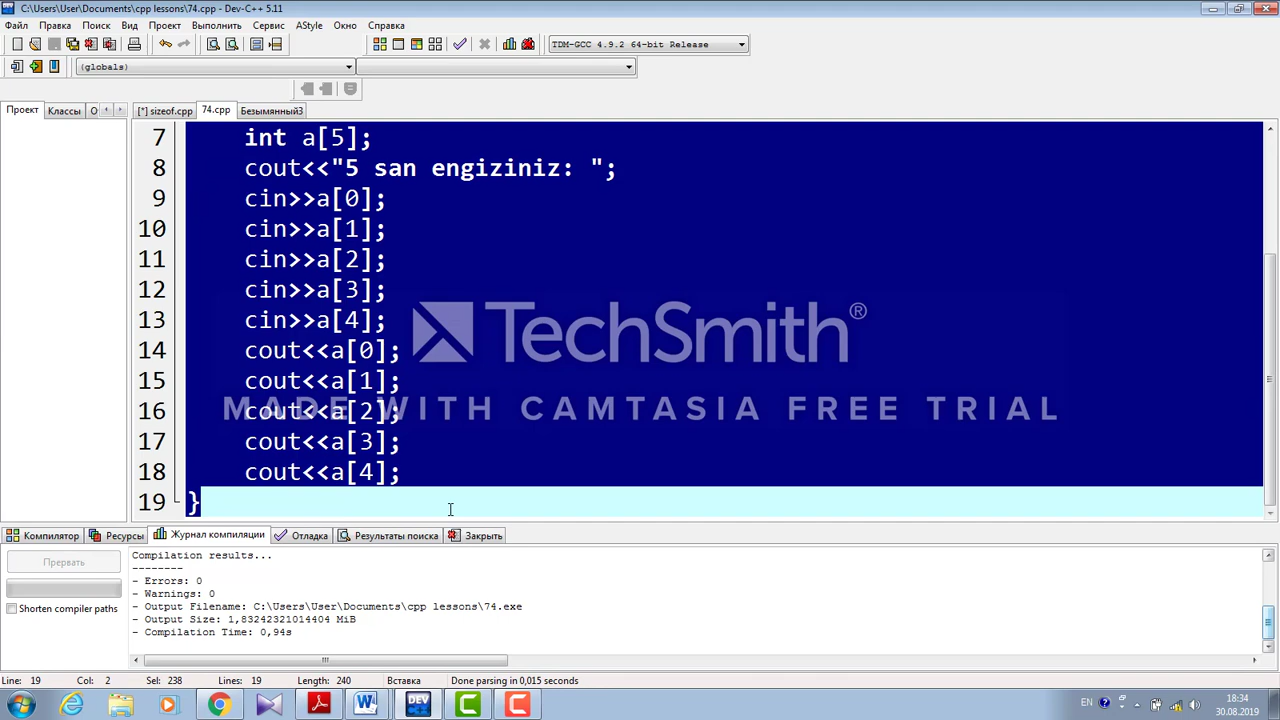 C:\Users\User\Documents\cpp lessons\74.cpp - Dev-C++ 5.11
Файл Правка Поиск Вид Проект Выполнить Сервис AStyle Окно Справка
TDM-GCC 4.9.2 64-bit Release
(globals)
Проект Классы О [*] sizeof.cpp 74.cpp Безымянный3
7 int a[5];
8 cout<<"5 san engiziniz: ";
9 cin>>a[0];
10 cin>>a[1];
11 cin>>a[2];
12 cin>>a[3];
13 cin>>a[4];
14 cout<<a[0];
15 cout<<a[1];
16 cout<<a[2];
17 cout<<a[3];
18 cout<<a[4];
19 }
TechSmith®
MADE WITH CAMTASIA FREE TRIAL
Компилятор Ресурсы Журнал компиляции Отладка Результаты поиска Закрыть
Прервать
Shorten compiler paths
Compilation results...
--------
- Errors: 0
- Warnings: 0
- Output Filename: C:\Users\User\Documents\cpp lessons\74.exe
- Output Size: 1,83242321014404 MiB
- Compilation Time: 0,94s
Line: 19 Col: 2 Sel: 238 Lines: 19 Length: 240 Вставка Done parsing in 0,015 seconds
DEV
EN
18:34
30.08.2019